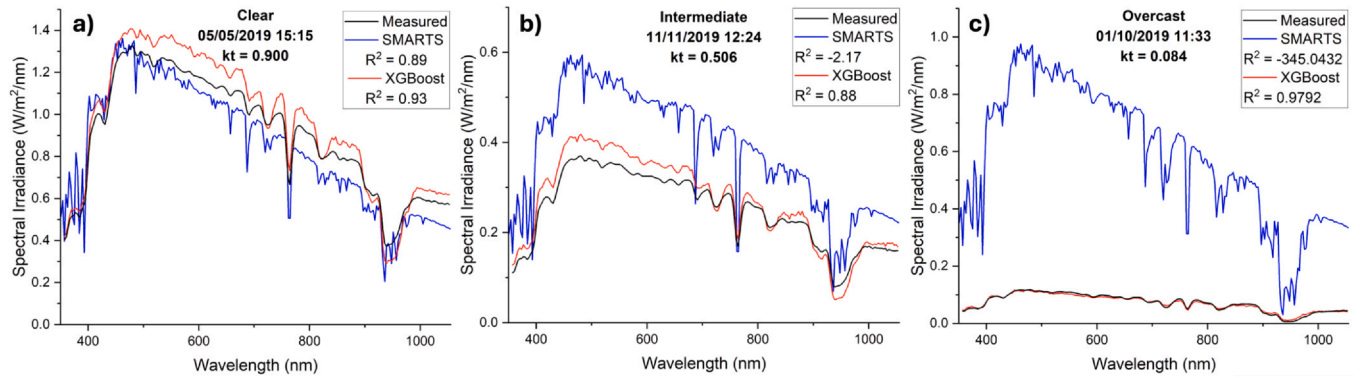 a)
Clear
05/05/2019 15:15
kt = 0.900
Measured
SMARTS
R² = 0.89
XGBoost
R² = 0.93
Spectral Irradiance (W/m²/nm)
1.4
1.2
1.0
0.8
0.6
0.4
0.2
0.0
400 600 800 1000
Wavelength (nm)
b)
Intermediate
11/11/2019 12:24
kt = 0.506
Measured
SMARTS
R² = -2.17
XGBoost
R² = 0.88
Spectral Irradiance (W/m²/nm)
0.6
0.4
0.2
0.0
400 600 800 1000
Wavelength (nm)
c)
Overcast
01/10/2019 11:33
kt = 0.084
Measured
SMARTS
R² = -345.0432
XGBoost
R² = 0.9792
Spectral Irradiance (W/m²/nm)
1.0
0.8
0.6
0.4
0.2
0.0
400 600 800 1000
Wavelength (nm)